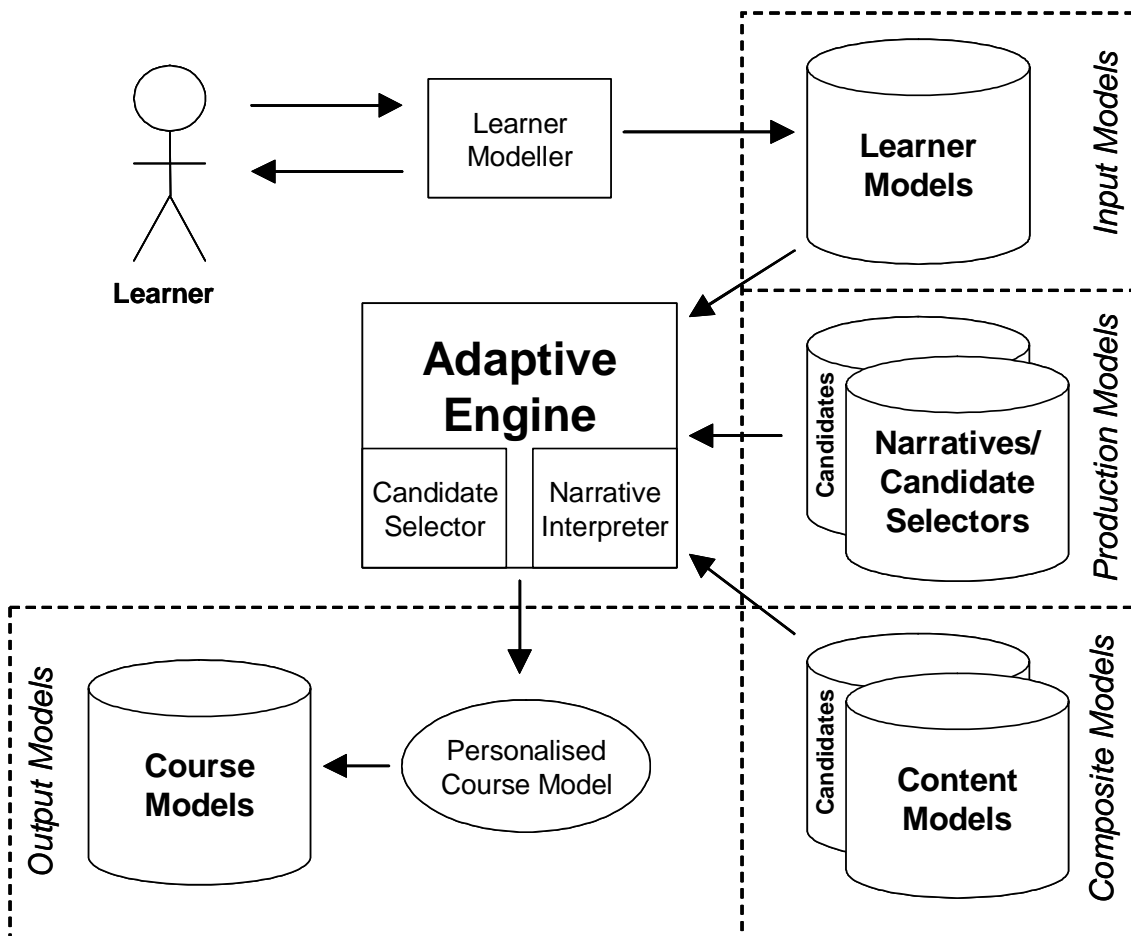 Learner
Modeller
Learner
Models
Input Models
Learner
Adaptive
Engine
Candidate
Selector
Narrative
Interpreter
Candidates
Narratives/
Candidate
Selectors
Production Models
Output Models
Course
Models
Personalised
Course Model
Candidates
Content
Models
Composite Models